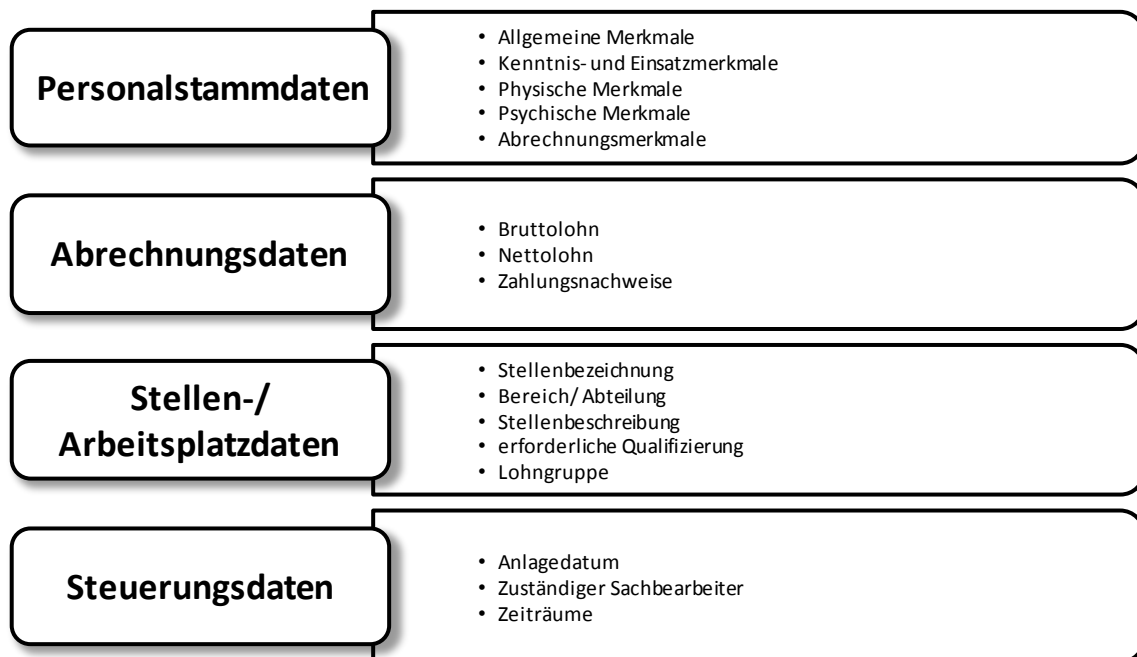 Personalstammdaten
• Allgemeine Merkmale
• Kenntnis- und Einsatzmerkmale
• Physische Merkmale
• Psychische Merkmale
• Abrechnungsmerkmale
Abrechnungsdaten
• Bruttolohn
• Nettolohn
• Zahlungsnachweise
Stellen-/
Arbeitsplatzdaten
• Stellenbezeichnung
• Bereich/ Abteilung
• Stellenbeschreibung
• erforderliche Qualifizierung
• Lohngruppe
Steuerungsdaten
• Anlagedatum
• Zuständiger Sachbearbeiter
• Zeiträume